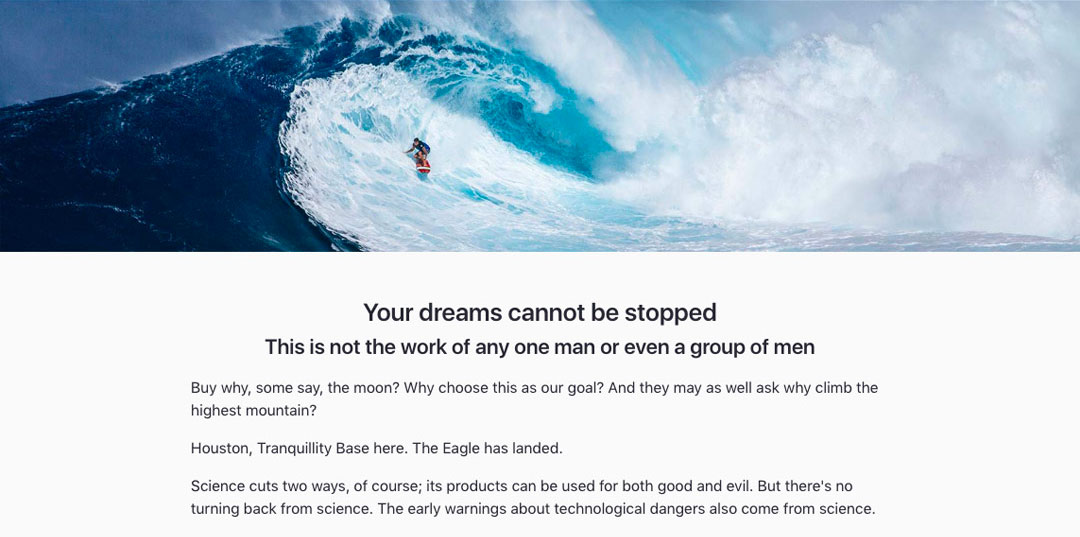 Your dreams cannot be stopped
This is not the work of any one man or even a group of men
Buy why, some say, the moon? Why choose this as our goal? And they may as well ask why climb the
highest mountain?
Houston, Tranquillity Base here. The Eagle has landed.
Science cuts two ways, of course; its products can be used for both good and evil. But there's no
turning back from science. The early warnings about technological dangers also come from science.